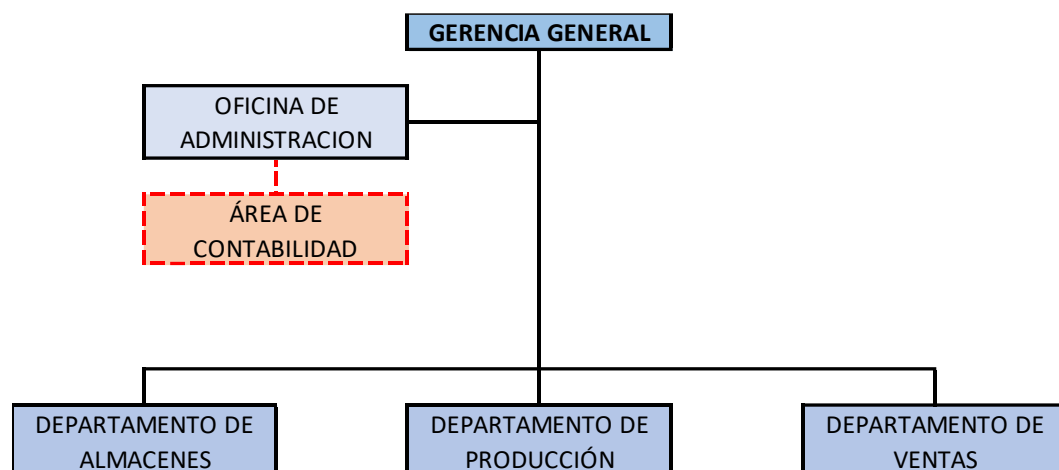 GERENCIA GENERAL
OFICINA DE
ADMINISTRACION
ÁREA DE
CONTABILIDAD
DEPARTAMENTO DE
ALMACENES
DEPARTAMENTO DE
PRODUCCIÓN
DEPARTAMENTO DE
VENTAS